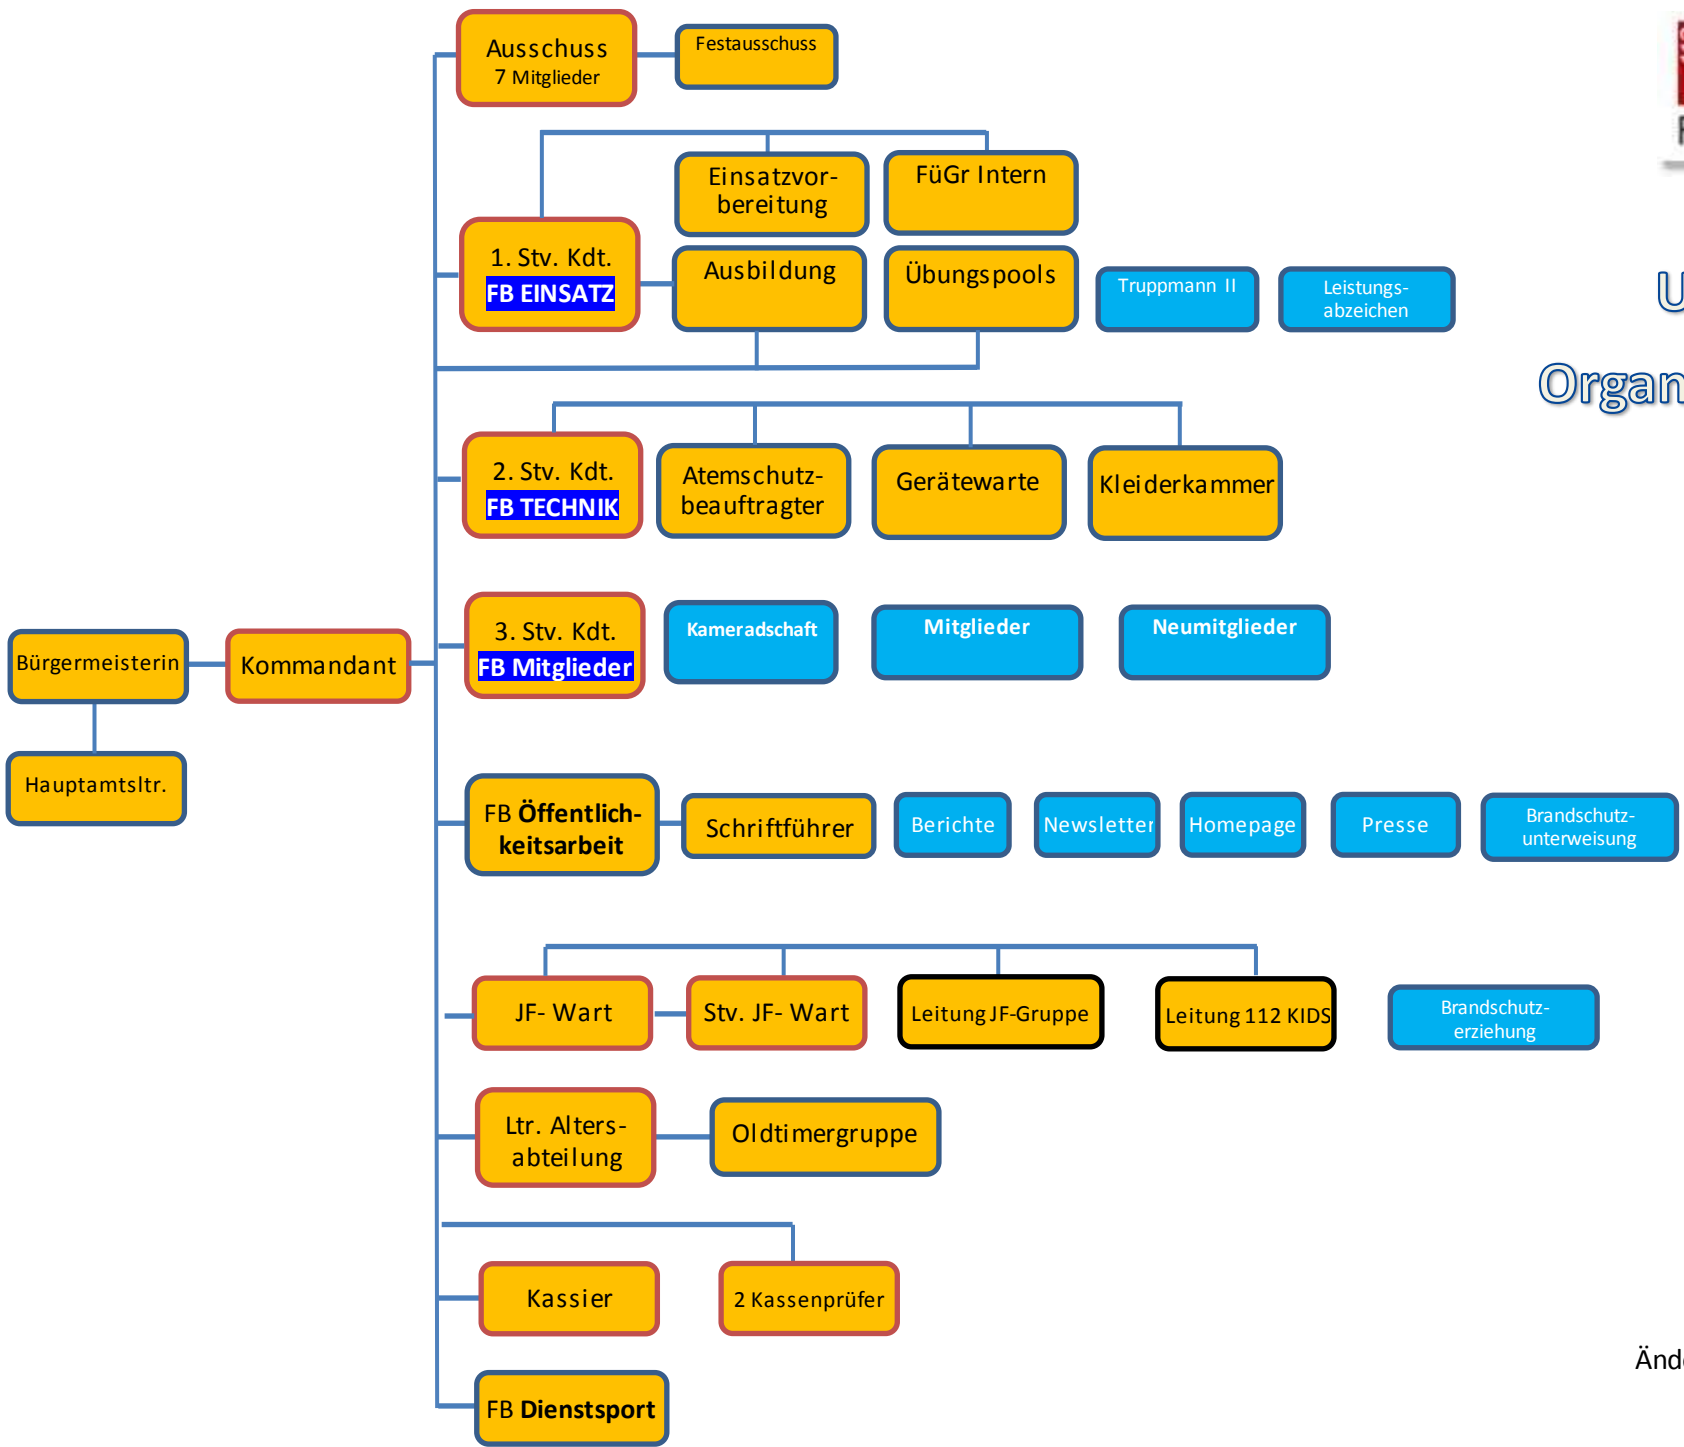 Ausschuss
7 Mitglieder
Festausschuss
Einsatzvor-
bereitung
FüGr Intern
1. Stv. Kdt.
FB EINSATZ
Ausbildung
Übungspools
Truppmann II
Leistungs-
abzeichen
2. Stv. Kdt.
FB TECHNIK
Atemschutz-
beauftragter
Gerätewarte
Kleiderkammer
Bürgermeisterin
Kommandant
Hauptamtsltr.
3. Stv. Kdt.
FB Mitglieder
Kameradschaft
Mitglieder
Neumitglieder
FB Öffentlich-
keitsarbeit
Schriftführer
Berichte
Newsletter
Homepage
Presse
Brandschutz-
unterweisung
JF- Wart
Stv. JF- Wart
Leitung JF-Gruppe
Leitung 112 KIDS
Brandschutz-
erziehung
Ltr. Alters-
abteilung
Oldtimergruppe
Kassier
2 Kassenprüfer
FB Dienstsport